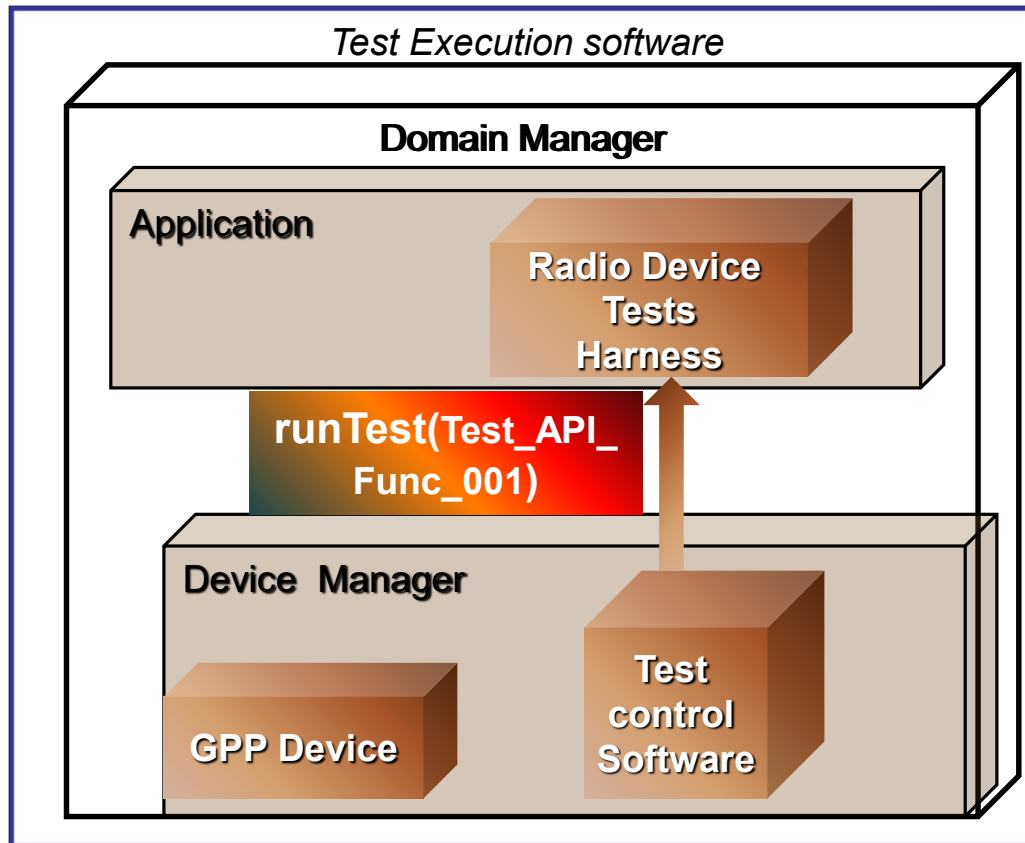 Test Execution software
Domain Manager
Application
Radio Device
Tests
Harness
runTest(Test_API_
Func_001)
Device Manager
GPP Device
Test
control
Software